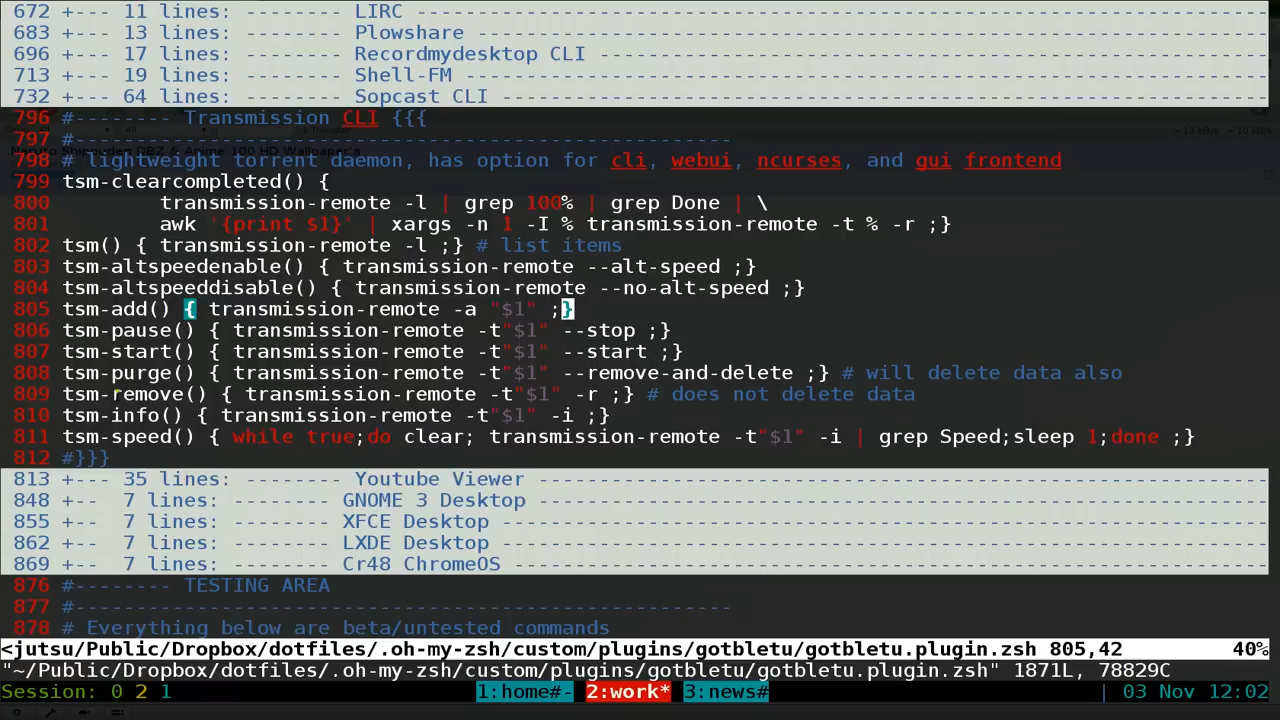 672 +--- 11 lines: -------- LIRC --------------------------------------------------------------
683 +--- 13 lines: -------- Plowshare ---------------------------------------------------------
696 +--- 17 lines: -------- Recordmydesktop CLI -----------------------------------------------
713 +--- 19 lines: -------- Shell-FM ----------------------------------------------------------
732 +--- 64 lines: -------- Sopcast CLI -------------------------------------------------------
796 #-------- Transmission CLI {{{
797 #------------------------------------------------------
798 # lightweight torrent daemon, has option for cli, webui, ncurses, and gui frontend
799 tsm-clearcompleted() {
800         transmission-remote -l | grep 100% | grep Done | \
801         awk '{print $1}' | xargs -n 1 -I % transmission-remote -t % -r ;}
802 tsm() { transmission-remote -l ;} # list items
803 tsm-altspeedenable() { transmission-remote --alt-speed ;}
804 tsm-altspeeddisable() { transmission-remote --no-alt-speed ;}
805 tsm-add() { transmission-remote -a "$1" ;}
806 tsm-pause() { transmission-remote -t"$1" --stop ;}
807 tsm-start() { transmission-remote -t"$1" --start ;}
808 tsm-purge() { transmission-remote -t"$1" --remove-and-delete ;} # will delete data also
809 tsm-remove() { transmission-remote -t"$1" -r ;} # does not delete data
810 tsm-info() { transmission-remote -t"$1" -i ;}
811 tsm-speed() { while true;do clear; transmission-remote -t"$1" -i | grep Speed;sleep 1;done ;}
812 #}}}
813 +--- 35 lines: -------- Youtube Viewer ----------------------------------------------------
848 +--  7 lines: -------- GNOME 3 Desktop ----------------------------------------------------
855 +--  7 lines: -------- XFCE Desktop -------------------------------------------------------
862 +--  7 lines: -------- LXDE Desktop -------------------------------------------------------
869 +--  7 lines: -------- Cr48 ChromeOS ------------------------------------------------------
876 #-------- TESTING AREA
877 #------------------------------------------------------
878 # Everything below are beta/untested commands
<jutsu/Public/Dropbox/dotfiles/.oh-my-zsh/custom/plugins/gotbletu/gotbletu.plugin.zsh 805,42 40%
"~/Public/Dropbox/dotfiles/.oh-my-zsh/custom/plugins/gotbletu/gotbletu.plugin.zsh" 1871L, 78829C
Session: 0 2 1 1:home#- 2:work* 3:news# | 03 Nov 12:02